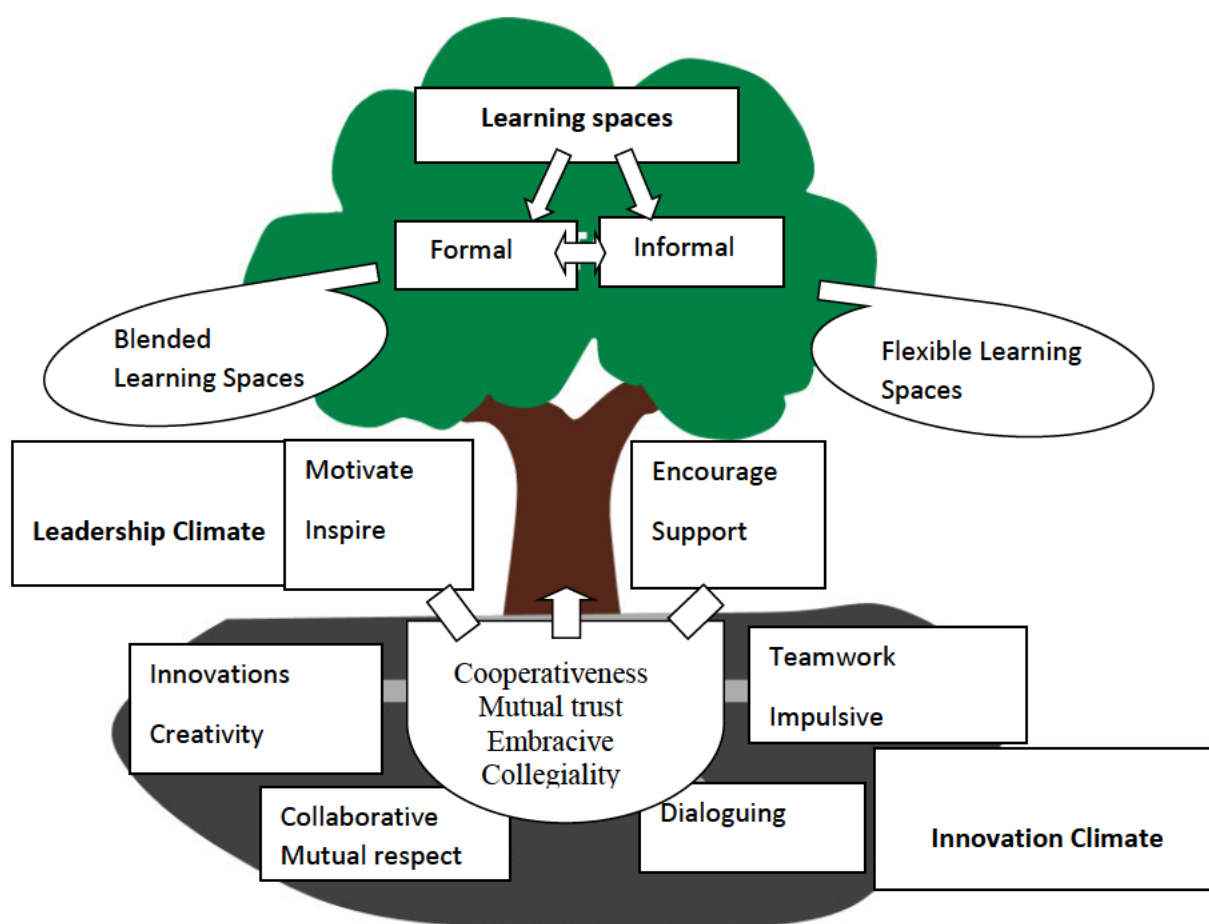 Learning spaces
Formal
Informal
Blended
Learning Spaces
Flexible Learning
Spaces
Leadership Climate
Motivate
Inspire
Encourage
Support
Innovations
Creativity
Cooperativeness
Mutual trust
Embracive
Collegiality
Teamwork
Impulsive
Collaborative
Mutual respect
Dialoguing
Innovation Climate